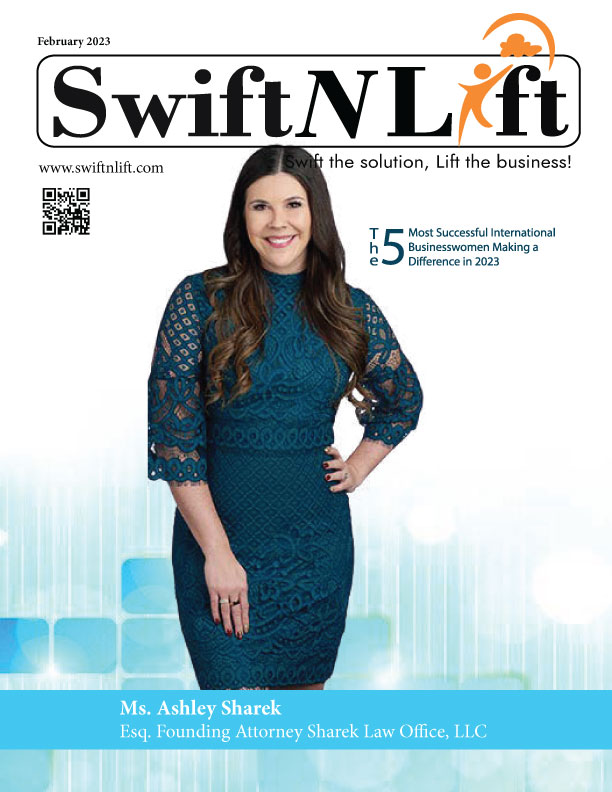 February 2023
SwiftNLift
www.swiftnlift.com
Swift the solution, Lift the business!
The 5 Most Successful International
Businesswomen Making a
Difference in 2023
Ms. Ashley Sharek
Esq. Founding Attorney Sharek Law Office, LLC